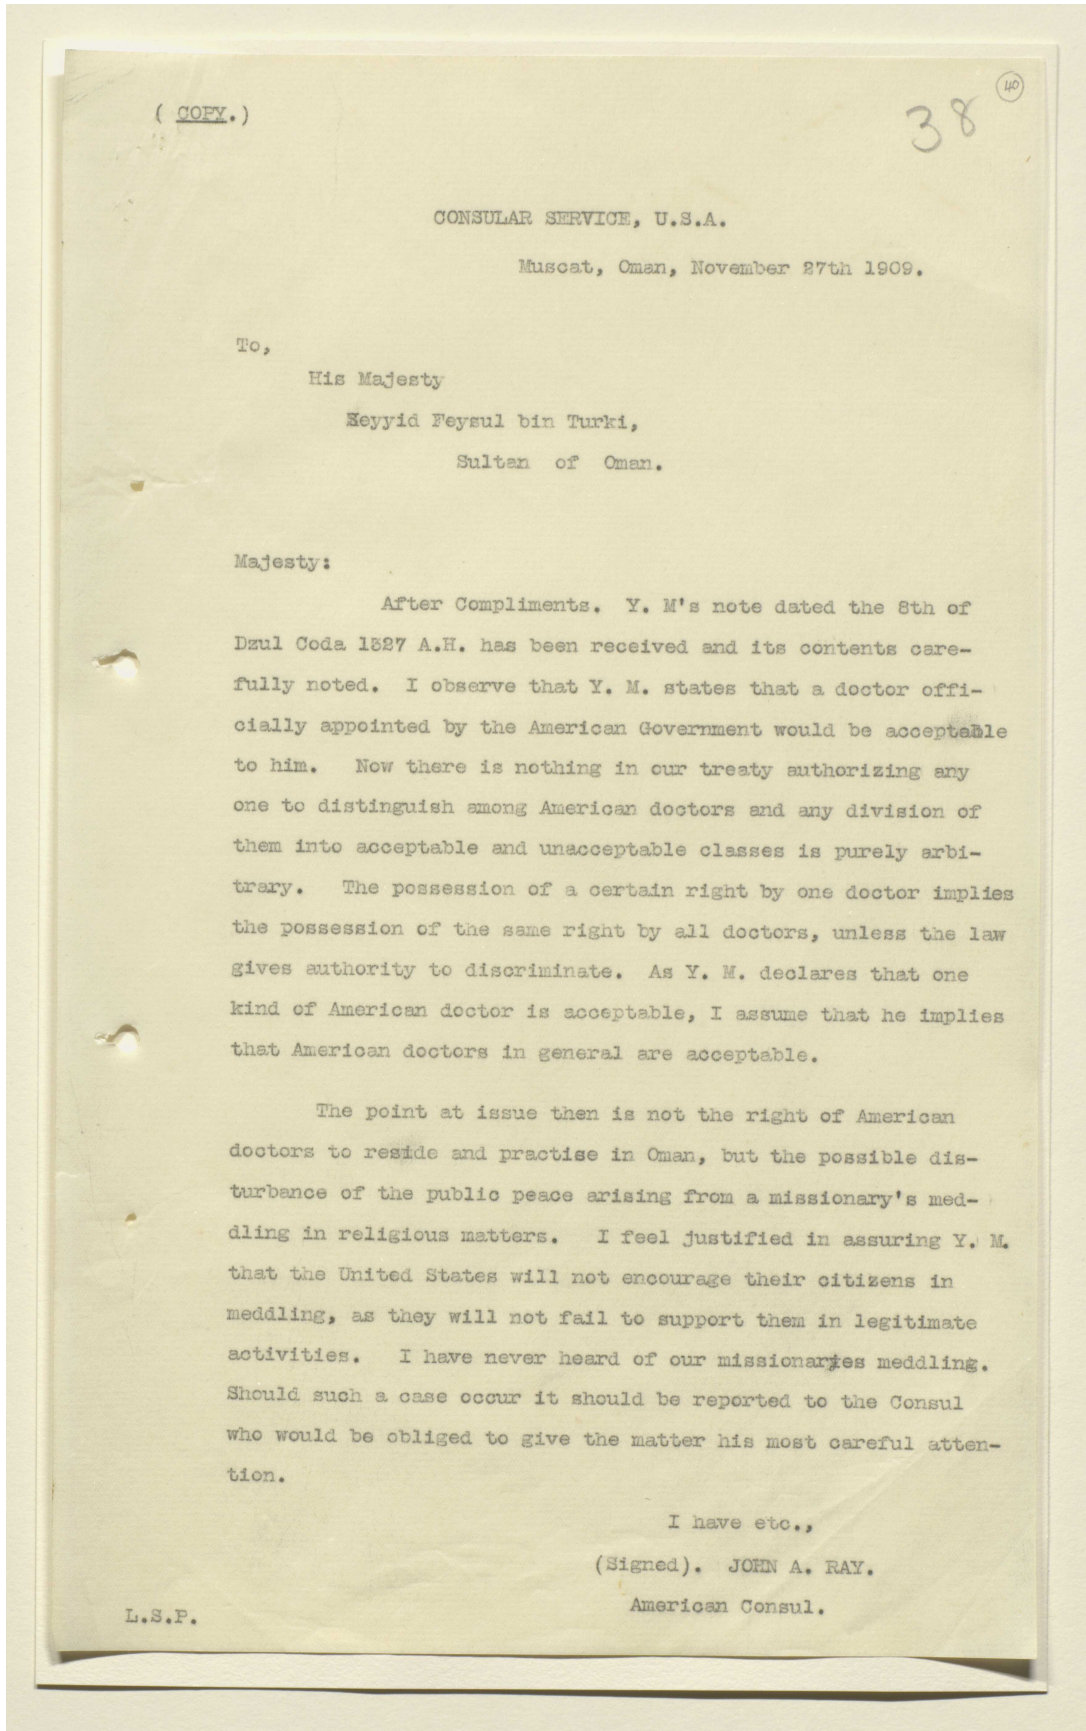 ( COPY.)
40
38
CONSULAR SERVICE, U.S.A.
Muscat, Oman, November 27th 1909.
To,
His Majesty
Seyyid Feysul bin Turki,
Sultan of Oman.
Majesty:
After Compliments. Y. M's note dated the 8th of
Dzul Coda 1327 A.H. has been received and its contents care-
fully noted. I observe that Y. M. states that a doctor offi-
cially appointed by the American Government would be acceptable
to him. Now there is nothing in our treaty authorizing any
one to distinguish among American doctors and any division of
them into acceptable and unacceptable classes is purely arbi-
trary. The possession of a certain right by one doctor implies
the possession of the same right by all doctors, unless the law
gives authority to discriminate. As Y. M. declares that one
kind of American doctor is acceptable, I assume that he implies
that American doctors in general are acceptable.
The point at issue then is not the right of American
doctors to reside and practise in Oman, but the possible dis-
turbance of the public peace arising from a missionary's med-
dling in religious matters. I feel justified in assuring Y. M.
that the United States will not encourage their citizens in
meddling, as they will not fail to support them in legitimate
activities. I have never heard of our missionaries meddling.
Should such a case occur it should be reported to the Consul
who would be obliged to give the matter his most careful atten-
tion.
I have etc.,
(Signed). JOHN A. RAY.
American Consul.
L.S.P.